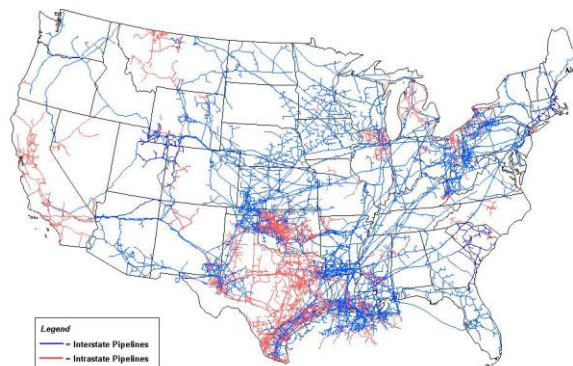 Legend
= Interstate Pipelines
= Intrastate Pipelines